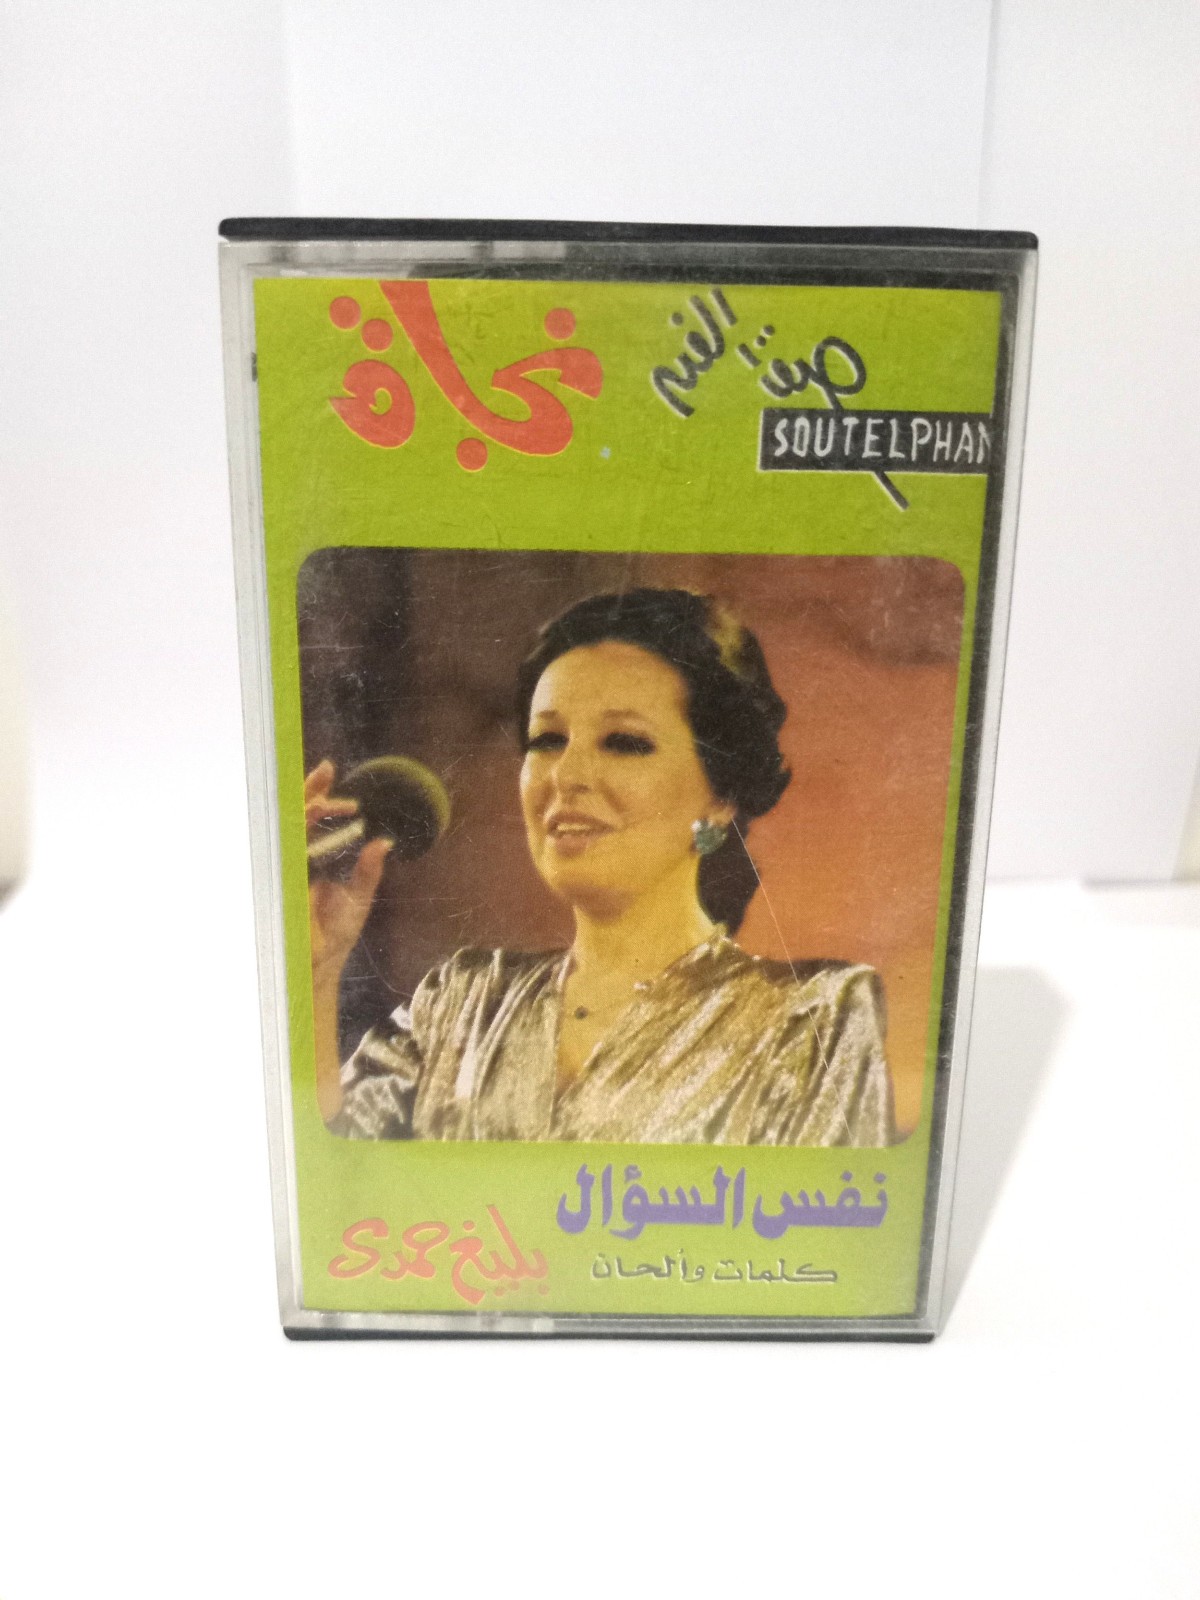 نجاة
صوت الفن
SOUTELPHAN
نفس السؤال
كلمات وألحان
بليغ حمدى